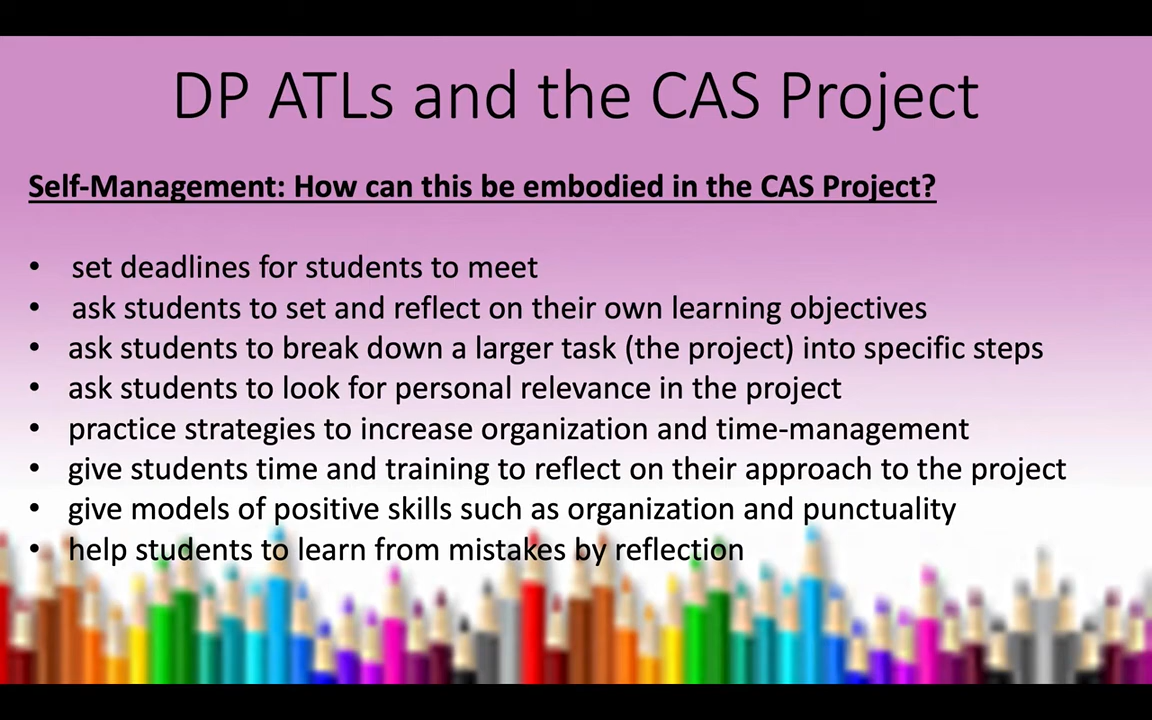 DP ATLs and the CAS Project
Self-Management: How can this be embodied in the CAS Project?
• set deadlines for students to meet
• ask students to set and reflect on their own learning objectives
• ask students to break down a larger task (the project) into specific steps
• ask students to look for personal relevance in the project
• practice strategies to increase organization and time-management
• give students time and training to reflect on their approach to the project
• give models of positive skills such as organization and punctuality
• help students to learn from mistakes by reflection